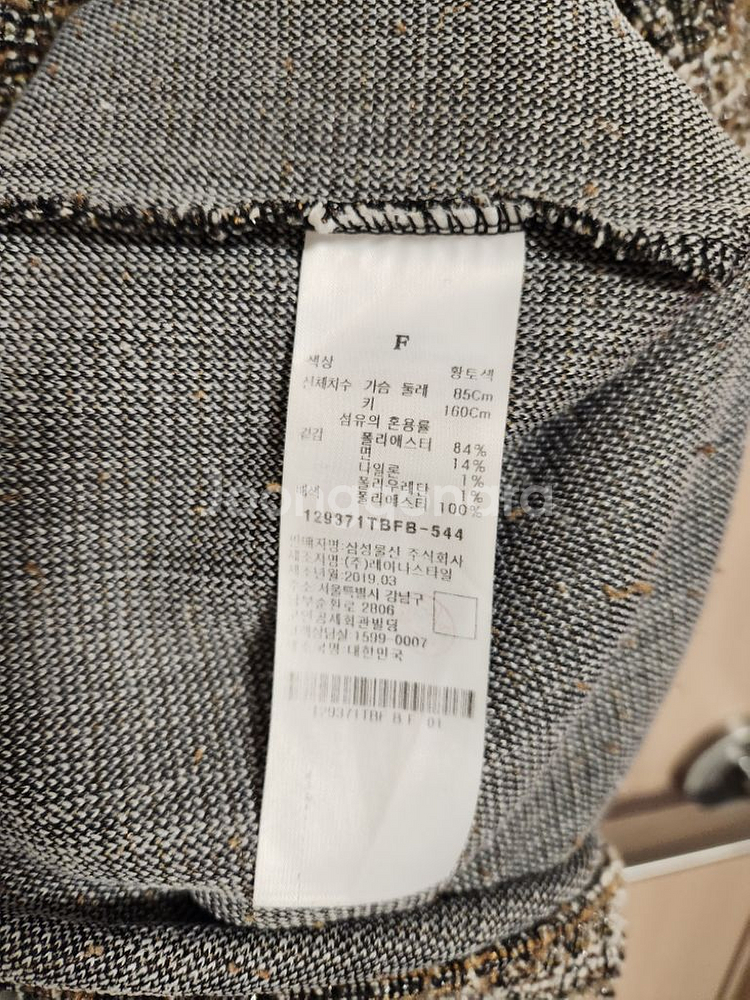 F
색상 황토색
신체치수 가슴 둘레 85Cm
키 160Cm
섬유의 혼용률
겉감 폴리에스터 84%
면 14%
나일론 1%
폴리우레탄 1%
배색 폴리에스터 100%
129371TBFB-544
판매자명:삼성물산 주식회사
제조자명:(주)레이나스타일
제조년월:2019.03
주소 서울특별시 강남구
남부순환로 2806
군인공제회관빌딩
고객상담실 1599-0007
제조국명:대한민국
129371TBF B F 01